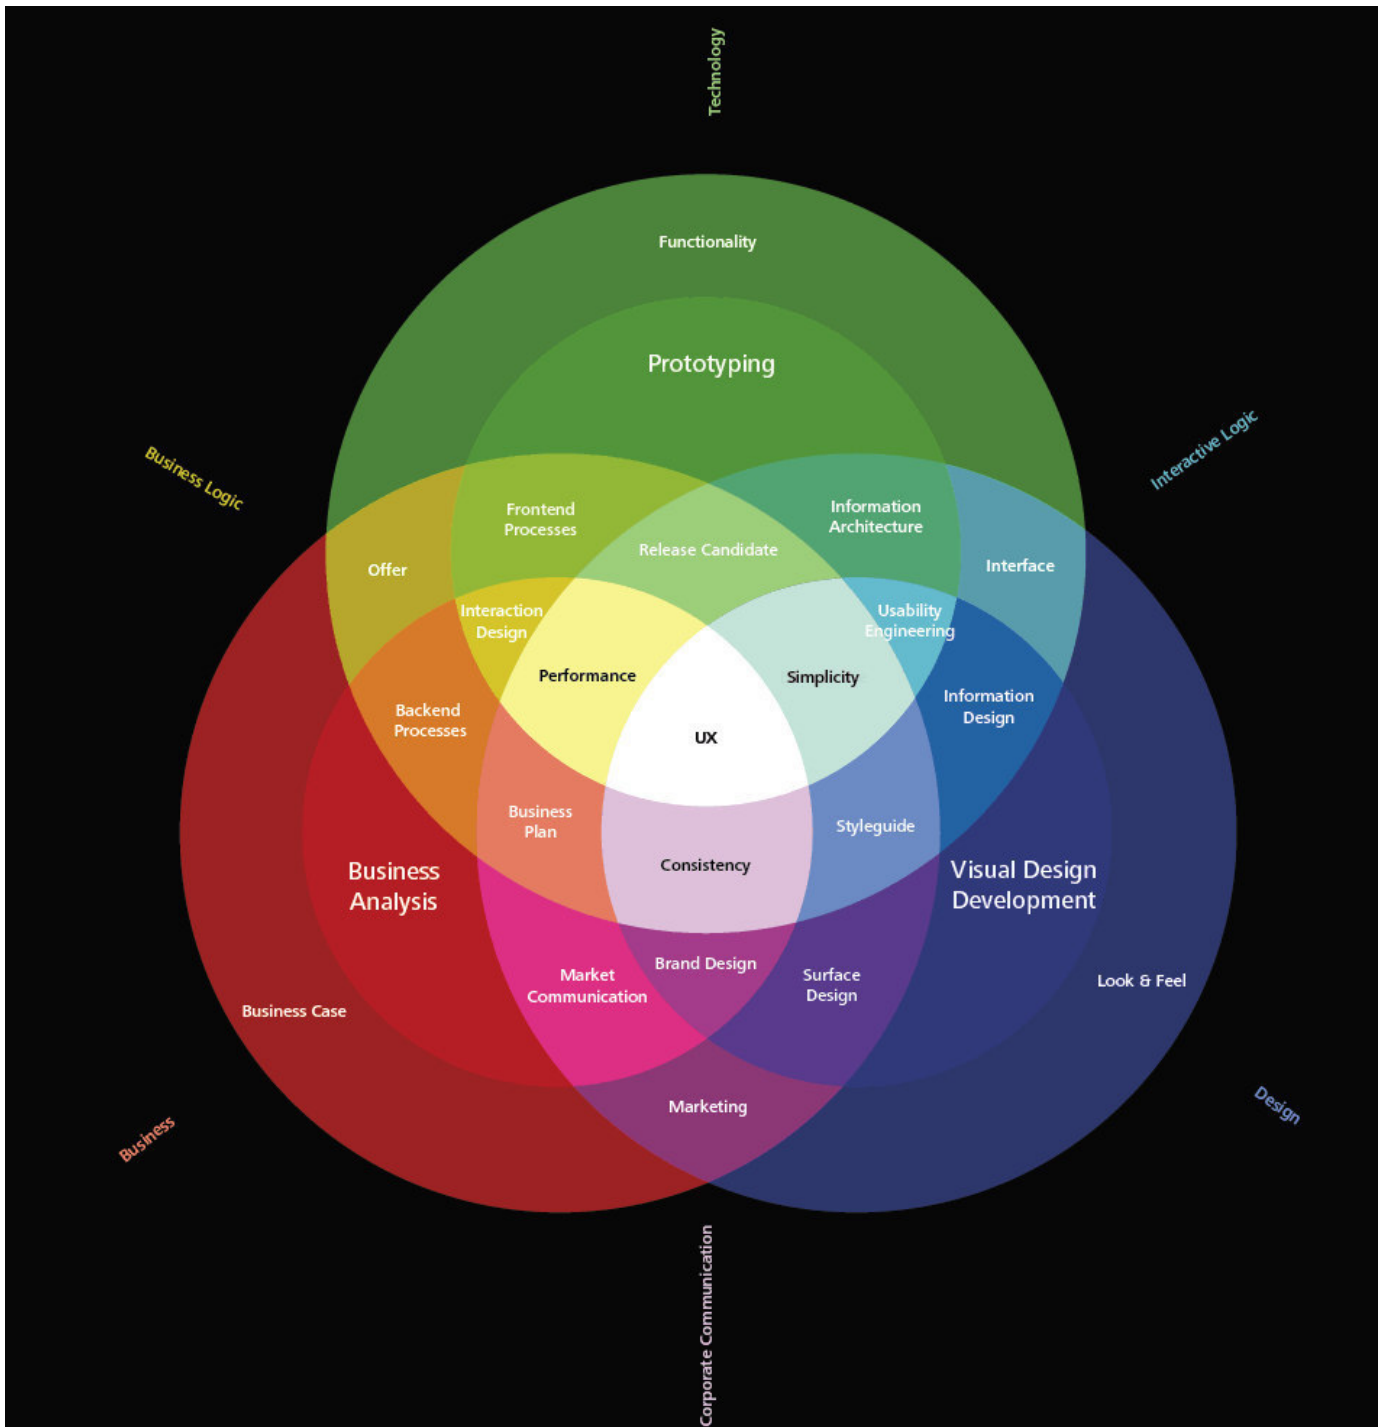 Technology
Functionality
Prototyping
Business Logic
Interactive Logic
Frontend
Processes
Information
Architecture
Release Candidate
Offer
Interface
Interaction
Design
Usability
Engineering
Performance
Simplicity
Backend
Processes
Information
Design
UX
Business
Plan
Styleguide
Consistency
Business
Analysis
Visual Design
Development
Brand Design
Market
Communication
Surface
Design
Look & Feel
Business Case
Marketing
Business
Design
Corporate Communication